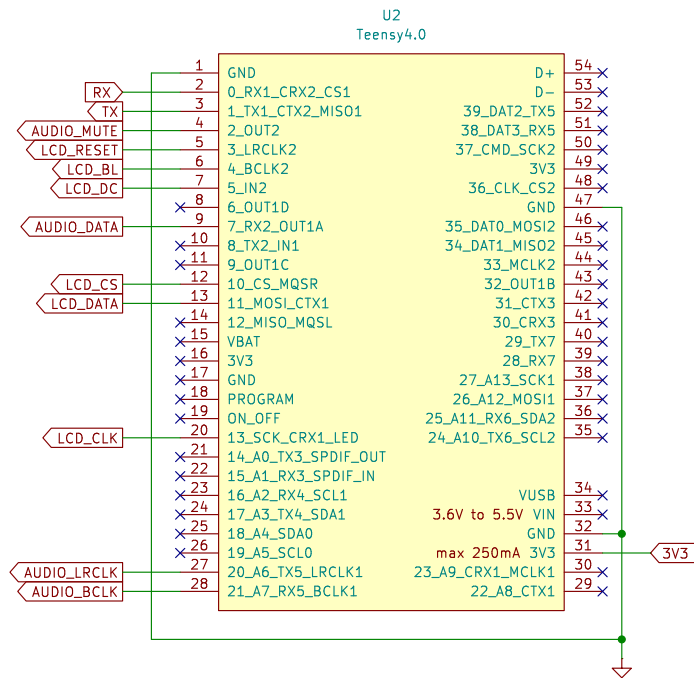 U2
Teensy4.0
1 GND D+ 54
RX 2 0_RX1_CRX2_CS1 D- 53
TX 3 1_TX1_CTX2_MISO1 39_DAT2_TX5 52
AUDIO_MUTE 4 2_OUT2 38_DAT3_RX5 51
LCD_RESET 5 3_LRCLK2 37_CMD_SCK2 50
LCD_BL 6 4_BCLK2 3V3 49
LCD_DC 7 5_IN2 36_CLK_CS2 48
8 6_OUT1D GND 47
AUDIO_DATA 9 7_RX2_OUT1A 35_DAT0_MOSI2 46
10 8_TX2_IN1 34_DAT1_MISO2 45
11 9_OUT1C 33_MCLK2 44
LCD_CS 12 10_CS_MQSR 32_OUT1B 43
LCD_DATA 13 11_MOSI_CTX1 31_CTX3 42
14 12_MISO_MQSL 30_CRX3 41
15 VBAT 29_TX7 40
16 3V3 28_RX7 39
17 GND 27_A13_SCK1 38
18 PROGRAM 26_A12_MOSI1 37
19 ON_OFF 25_A11_RX6_SDA2 36
LCD_CLK 20 13_SCK_CRX1_LED 24_A10_TX6_SCL2 35
21 14_A0_TX3_SPDIF_OUT
22 15_A1_RX3_SPDIF_IN
23 16_A2_RX4_SCL1 VUSB 34
24 17_A3_TX4_SDA1 3.6V to 5.5V VIN 33
25 18_A4_SDA0 GND 32
26 19_A5_SCL0 max 250mA 3V3 31 3V3
AUDIO_LRCLK 27 20_A6_TX5_LRCLK1 23_A9_CRX1_MCLK1 30
AUDIO_BCLK 28 21_A7_RX5_BCLK1 22_A8_CTX1 29